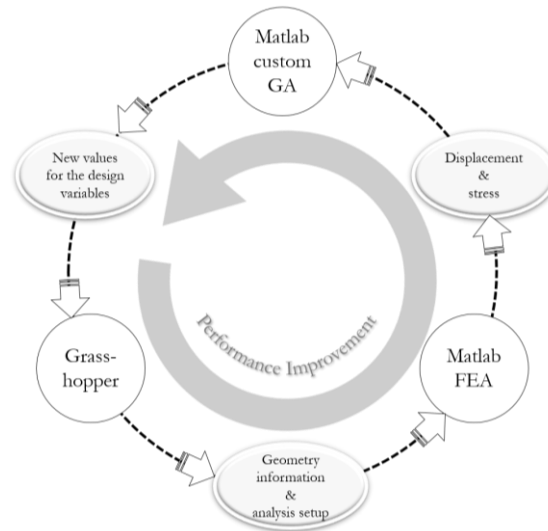 Matlab
custom
GA
New values
for the design
variables
Displacement
&
stress
Performance Improvement
Grass-
hopper
Matlab
FEA
Geometry
information
&
analysis setup